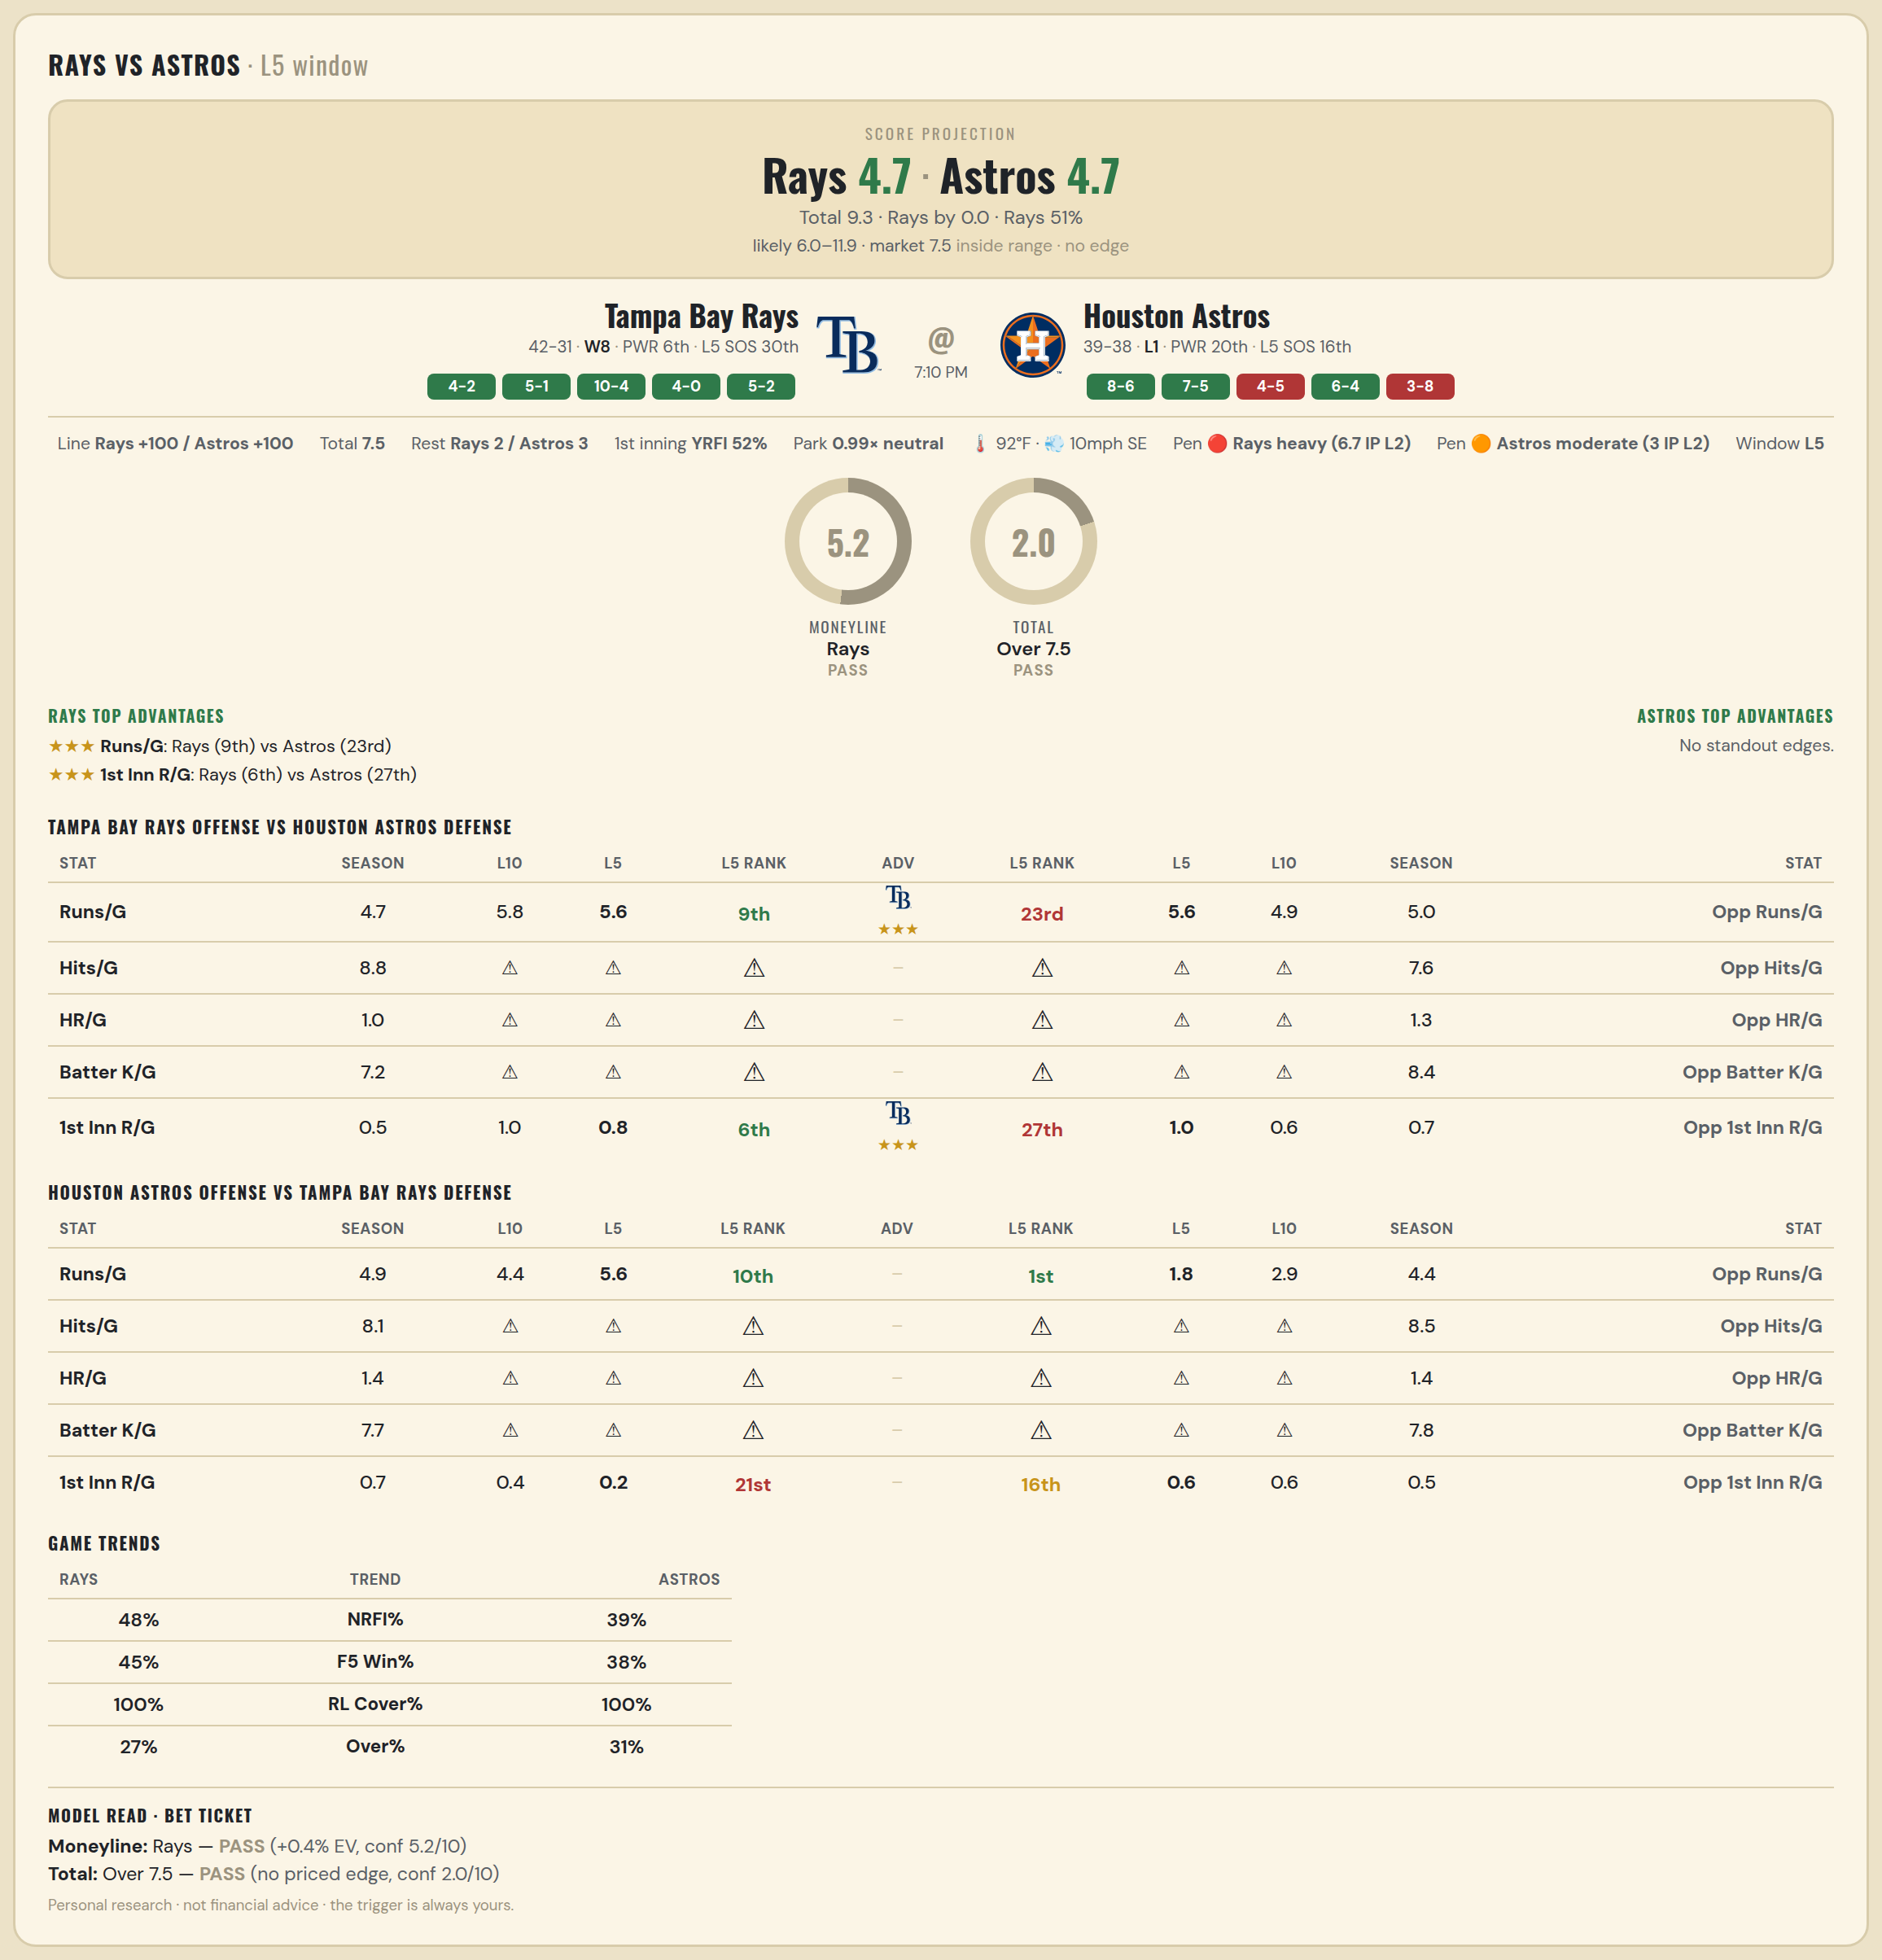 RAYS VS ASTROS · L5 window
SCORE PROJECTION
Rays 4.7 · Astros 4.7
Total 9.3 · Rays by 0.0 · Rays 51%
likely 6.0–11.9 · market 7.5 inside range · no edge
Tampa Bay Rays
42-31 · W8 · PWR 6th · L5 SOS 30th
4-2 5-1 10-4 4-0 5-2
TB
@
7:10 PM
H
Houston Astros
39-38 · L1 · PWR 20th · L5 SOS 16th
8-6 7-5 4-5 6-4 3-8
Line Rays +100 / Astros +100 Total 7.5 Rest Rays 2 / Astros 3 1st inning YRFI 52% Park 0.99× neutral 🌡️ 92°F · 💨 10mph SE Pen 🔴 Rays heavy (6.7 IP L2) Pen 🟠 Astros moderate (3 IP L2) Window L5
5.2 2.0
MONEYLINE TOTAL
Rays Over 7.5
PASS PASS
RAYS TOP ADVANTAGES
★★★ Runs/G: Rays (9th) vs Astros (23rd)
★★★ 1st Inn R/G: Rays (6th) vs Astros (27th)
ASTROS TOP ADVANTAGES
No standout edges.
TAMPA BAY RAYS OFFENSE VS HOUSTON ASTROS DEFENSE
STAT SEASON L10 L5 L5 RANK ADV L5 RANK L5 L10 SEASON STAT
Runs/G 4.7 5.8 5.6 9th TB ★★★ 23rd 5.6 4.9 5.0 Opp Runs/G
Hits/G 8.8 ⚠ ⚠ ⚠ – ⚠ ⚠ ⚠ 7.6 Opp Hits/G
HR/G 1.0 ⚠ ⚠ ⚠ – ⚠ ⚠ ⚠ 1.3 Opp HR/G
Batter K/G 7.2 ⚠ ⚠ ⚠ – ⚠ ⚠ ⚠ 8.4 Opp Batter K/G
1st Inn R/G 0.5 1.0 0.8 6th TB ★★★ 27th 1.0 0.6 0.7 Opp 1st Inn R/G
HOUSTON ASTROS OFFENSE VS TAMPA BAY RAYS DEFENSE
STAT SEASON L10 L5 L5 RANK ADV L5 RANK L5 L10 SEASON STAT
Runs/G 4.9 4.4 5.6 10th – 1st 1.8 2.9 4.4 Opp Runs/G
Hits/G 8.1 ⚠ ⚠ ⚠ – ⚠ ⚠ ⚠ 8.5 Opp Hits/G
HR/G 1.4 ⚠ ⚠ ⚠ – ⚠ ⚠ ⚠ 1.4 Opp HR/G
Batter K/G 7.7 ⚠ ⚠ ⚠ – ⚠ ⚠ ⚠ 7.8 Opp Batter K/G
1st Inn R/G 0.7 0.4 0.2 21st – 16th 0.6 0.6 0.5 Opp 1st Inn R/G
GAME TRENDS
RAYS TREND ASTROS
48% NRFI% 39%
45% F5 Win% 38%
100% RL Cover% 100%
27% Over% 31%
MODEL READ · BET TICKET
Moneyline: Rays — PASS (+0.4% EV, conf 5.2/10)
Total: Over 7.5 — PASS (no priced edge, conf 2.0/10)
Personal research · not financial advice · the trigger is always yours.